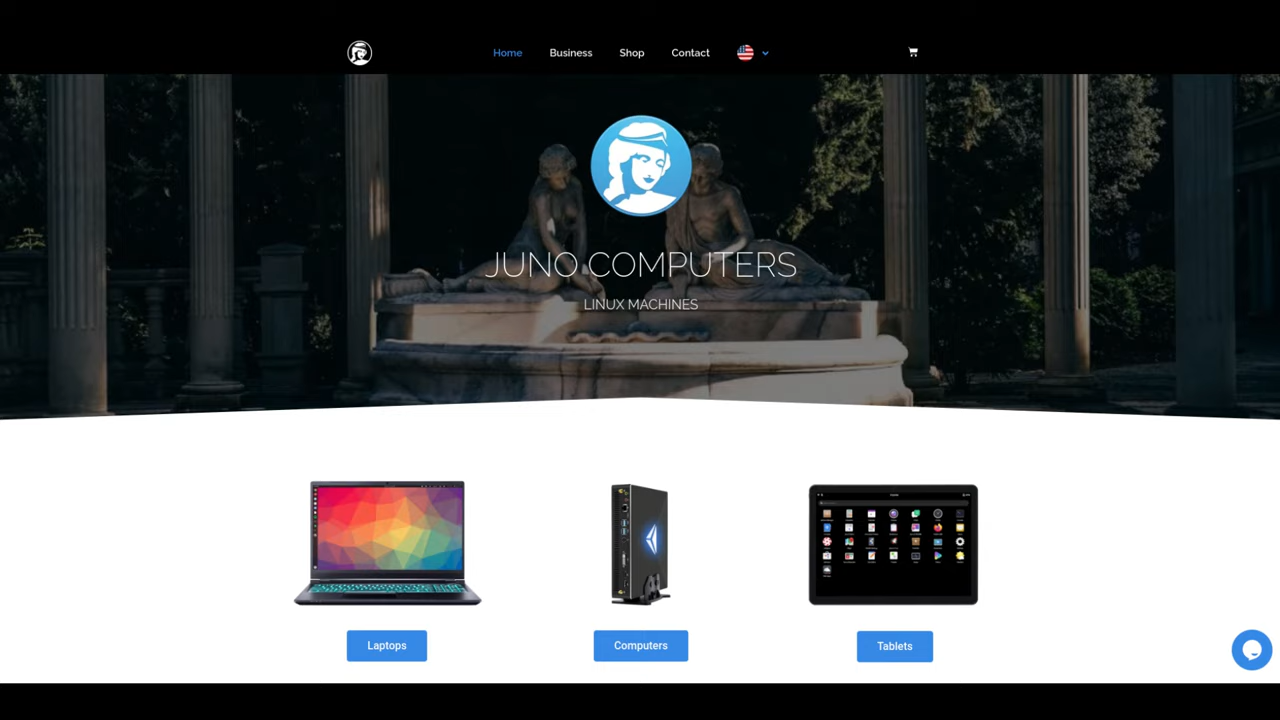 Home Business Shop Contact
JUNO COMPUTERS
LINUX MACHINES
Laptops Computers Tablets